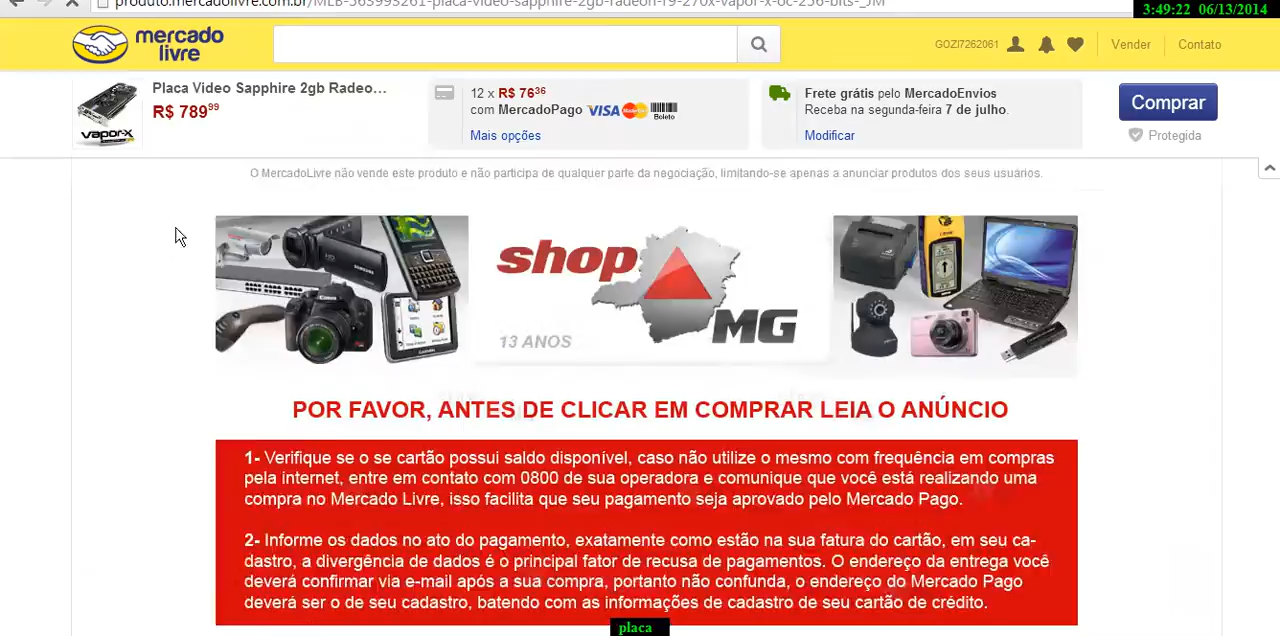 produto.mercadolivre.com.br/MLB-563993261-placa-video-sapphire-2gb-radeon-r9-270x-vapor-x-oc-256-bits-_JM
3:49:22 06/13/2014
mercado
livre
GOZI7262061
Vender
Contato
Placa Video Sapphire 2gb Radeo...
R$ 789⁹⁹
VAPOR-X
12 x R$ 76³⁶
com MercadoPago VISA MasterCard Boleto
Mais opções
Frete grátis pelo MercadoEnvios
Receba na segunda-feira 7 de julho.
Modificar
Comprar
Protegida
O MercadoLivre não vende este produto e não participa de qualquer parte da negociação, limitando-se apenas a anunciar produtos dos seus usuários.
shop
MG
13 ANOS
POR FAVOR, ANTES DE CLICAR EM COMPRAR LEIA O ANÚNCIO
1- Verifique se o se cartão possui saldo disponível, caso não utilize o mesmo com frequência em compras
pela internet, entre em contato com 0800 de sua operadora e comunique que você está realizando uma
compra no Mercado Livre, isso facilita que seu pagamento seja aprovado pelo Mercado Pago.
2- Informe os dados no ato do pagamento, exatamente como estão na sua fatura do cartão, em seu ca-
dastro, a divergência de dados é o principal fator de recusa de pagamentos. O endereço da entrega você
deverá confirmar via e-mail após a sua compra, portanto não confunda, o endereço do Mercado Pago
deverá ser o de seu cadastro, batendo com as informações de cadastro de seu cartão de crédito.
placa